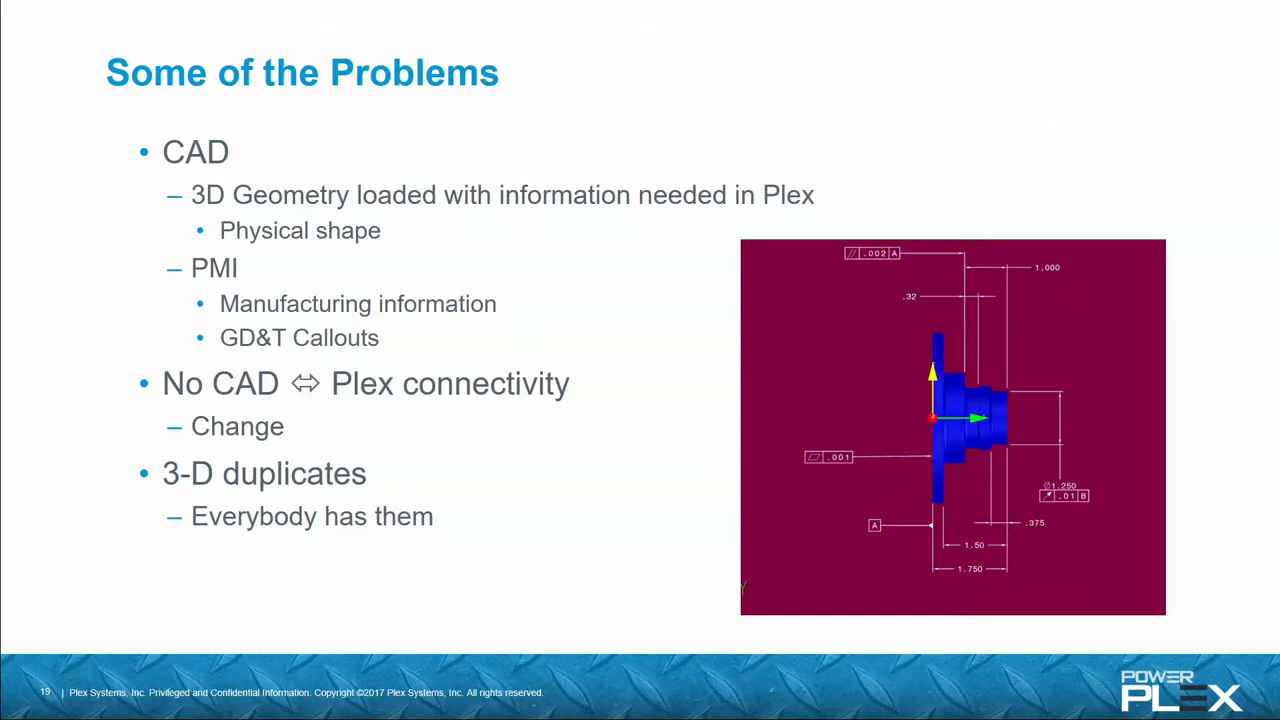 Some of the Problems
• CAD
– 3D Geometry loaded with information needed in Plex
• Physical shape
– PMI
• Manufacturing information
• GD&T Callouts
• No CAD ⇔ Plex connectivity
– Change
• 3-D duplicates
– Everybody has them
// .002 A
1.000
.32
▱ .001
∅1.250
↗ .01 B
A
.375
1.50
1.750
Y
19 | Plex Systems, Inc. Privileged and Confidential Information. Copyright ©2017 Plex Systems, Inc. All rights reserved.
POWER
PLEX